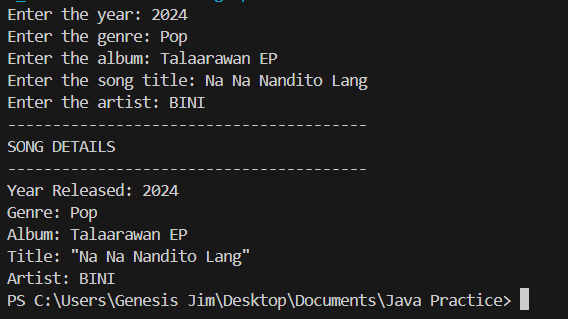 Enter the year: 2024
Enter the genre: Pop
Enter the album: Talaarawan EP
Enter the song title: Na Na Nandito Lang
Enter the artist: BINI
----------------------------------------
SONG DETAILS
----------------------------------------
Year Released: 2024
Genre: Pop
Album: Talaarawan EP
Title: "Na Na Nandito Lang"
Artist: BINI
PS C:\Users\Genesis Jim\Desktop\Documents\Java Practice>